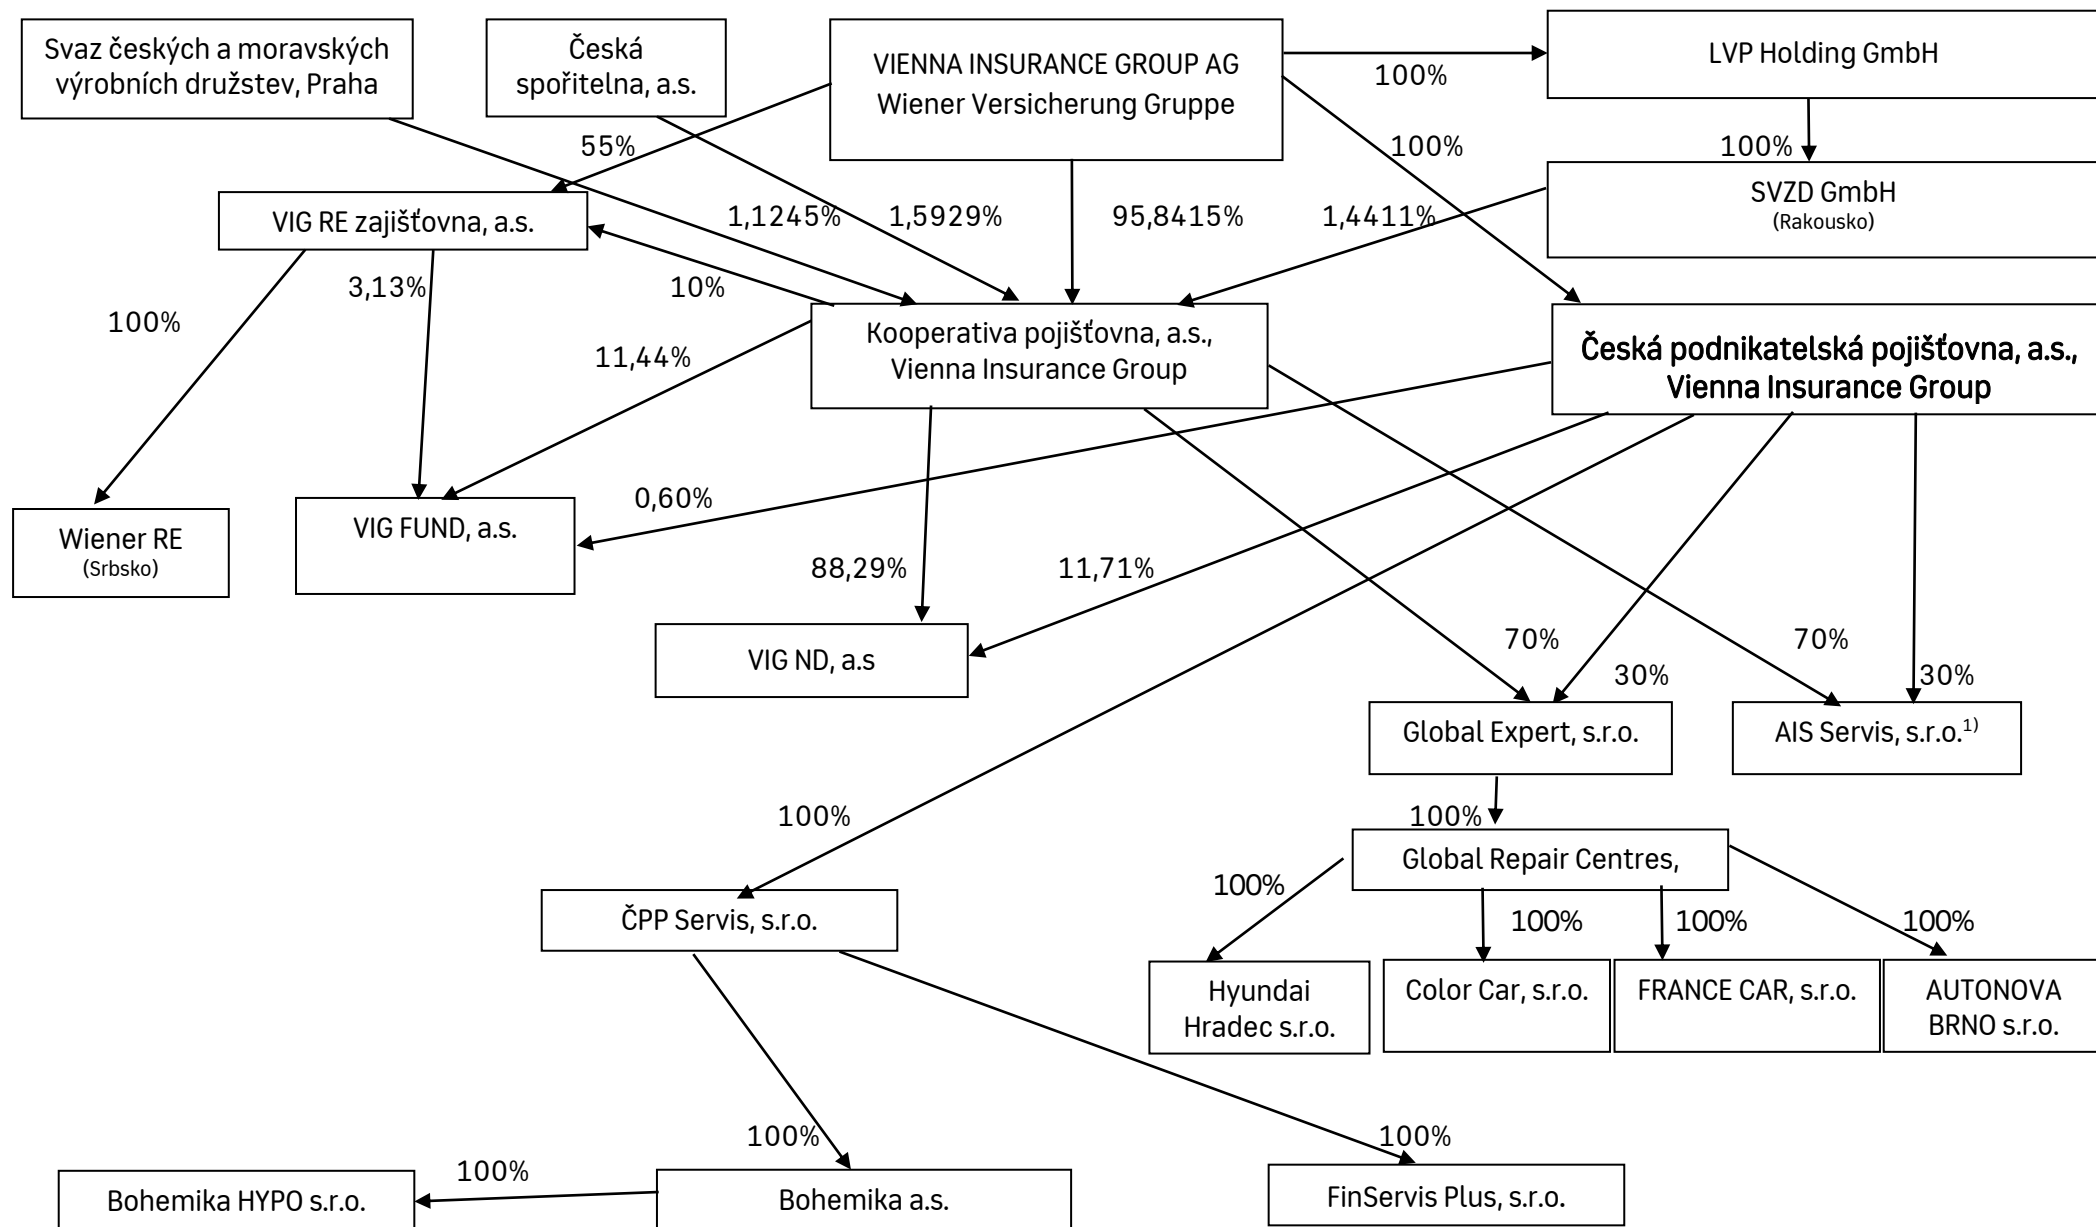 Svaz českých a moravských
výrobních družstev, Praha
Česká
spořitelna, a.s.
VIENNA INSURANCE GROUP AG
Wiener Versicherung Gruppe
LVP Holding GmbH
100%
55%
100%
100%
VIG RE zajišťovna, a.s.
1,1245%
1,5929%
95,8415%
1,4411%
SVZD GmbH
(Rakousko)
3,13%
10%
100%
11,44%
Kooperativa pojišťovna, a.s.,
Vienna Insurance Group
Česká podnikatelská pojišťovna, a.s.,
Vienna Insurance Group
0,60%
Wiener RE
(Srbsko)
VIG FUND, a.s.
88,29%
11,71%
VIG ND, a.s
70%
70%
30%
30%
Global Expert, s.r.o.
AIS Servis, s.r.o.1)
100%
100%
Global Repair Centres,
100%
ČPP Servis, s.r.o.
100%
100%
100%
Hyundai
Hradec s.r.o.
Color Car, s.r.o.
FRANCE CAR, s.r.o.
AUTONOVA
BRNO s.r.o.
100%
100%
100%
Bohemika HYPO s.r.o.
Bohemika a.s.
FinServis Plus, s.r.o.